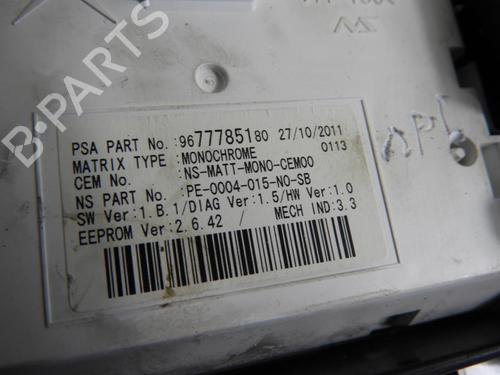 PSA PART No.:9677785180 27/10/2011
MATRIX TYPE :MONOCHROME 0113
CEM No. :NS-MATT-MONO-CEM00
NS PART No. :PE-0004-015-NO-SB
SW Ver:1.B.1/DIAG Ver:1.5/HW Ver:1.0
EEPROM Ver:2.6.42 / MECH IND:3.3